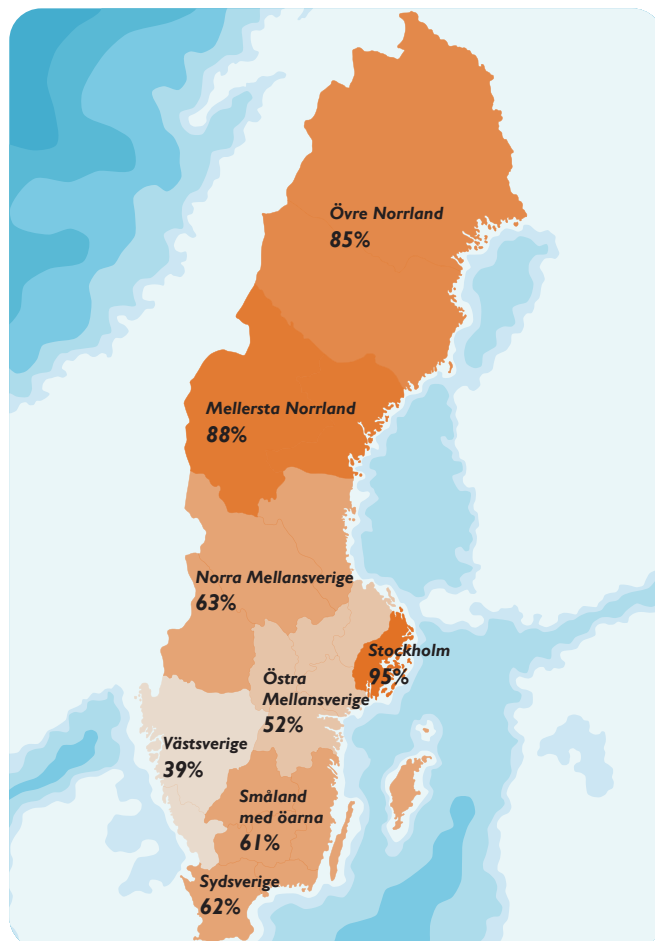 Övre Norrland
85%
Mellersta Norrland
88%
Norra Mellansverige
63%
Stockholm
95%
Östra
Mellansverige
52%
Västsverige
39%
Småland
med öarna
61%
Sydsverige
62%